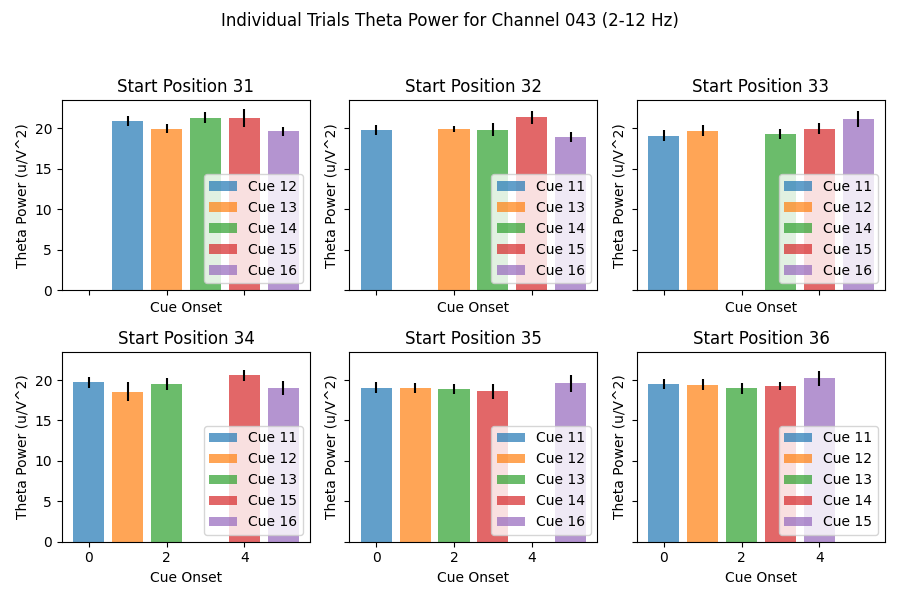 Individual Trials Theta Power for Channel 043 (2-12 Hz)
Start Position 31
Theta Power (u/V^2)
20
15
10
5
0
Cue 12
Cue 13
Cue 14
Cue 15
Cue 16
Cue Onset
Start Position 32
Theta Power (u/V^2)
Cue 11
Cue 13
Cue 14
Cue 15
Cue 16
Cue Onset
Start Position 33
Theta Power (u/V^2)
Cue 11
Cue 12
Cue 14
Cue 15
Cue 16
Cue Onset
Start Position 34
Theta Power (u/V^2)
20
15
10
5
0
Cue 11
Cue 12
Cue 13
Cue 15
Cue 16
0 2 4
Cue Onset
Start Position 35
Theta Power (u/V^2)
Cue 11
Cue 12
Cue 13
Cue 14
Cue 16
0 2 4
Cue Onset
Start Position 36
Theta Power (u/V^2)
Cue 11
Cue 12
Cue 13
Cue 14
Cue 15
0 2 4
Cue Onset